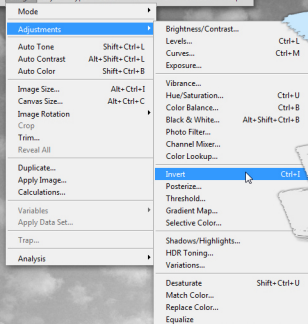 Mode
Adjustments
Auto Tone Shift+Ctrl+L
Auto Contrast Alt+Shift+Ctrl+L
Auto Color Shift+Ctrl+B
Image Size... Alt+Ctrl+I
Canvas Size... Alt+Ctrl+C
Image Rotation
Crop
Trim...
Reveal All
Duplicate...
Apply Image...
Calculations...
Variables
Apply Data Set...
Trap...
Analysis
Brightness/Contrast...
Levels... Ctrl+L
Curves... Ctrl+M
Exposure...
Vibrance...
Hue/Saturation... Ctrl+U
Color Balance... Ctrl+B
Black & White... Alt+Shift+Ctrl+B
Photo Filter...
Channel Mixer...
Color Lookup...
Invert Ctrl+I
Posterize...
Threshold...
Gradient Map...
Selective Color...
Shadows/Highlights...
HDR Toning...
Variations...
Desaturate Shift+Ctrl+U
Match Color...
Replace Color...
Equalize